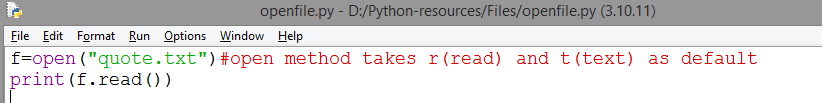 openfile.py - D:/Python-resources/Files/openfile.py (3.10.11)
File Edit Format Run Options Window Help
f=open("quote.txt")#open method takes r(read) and t(text) as default
print(f.read())